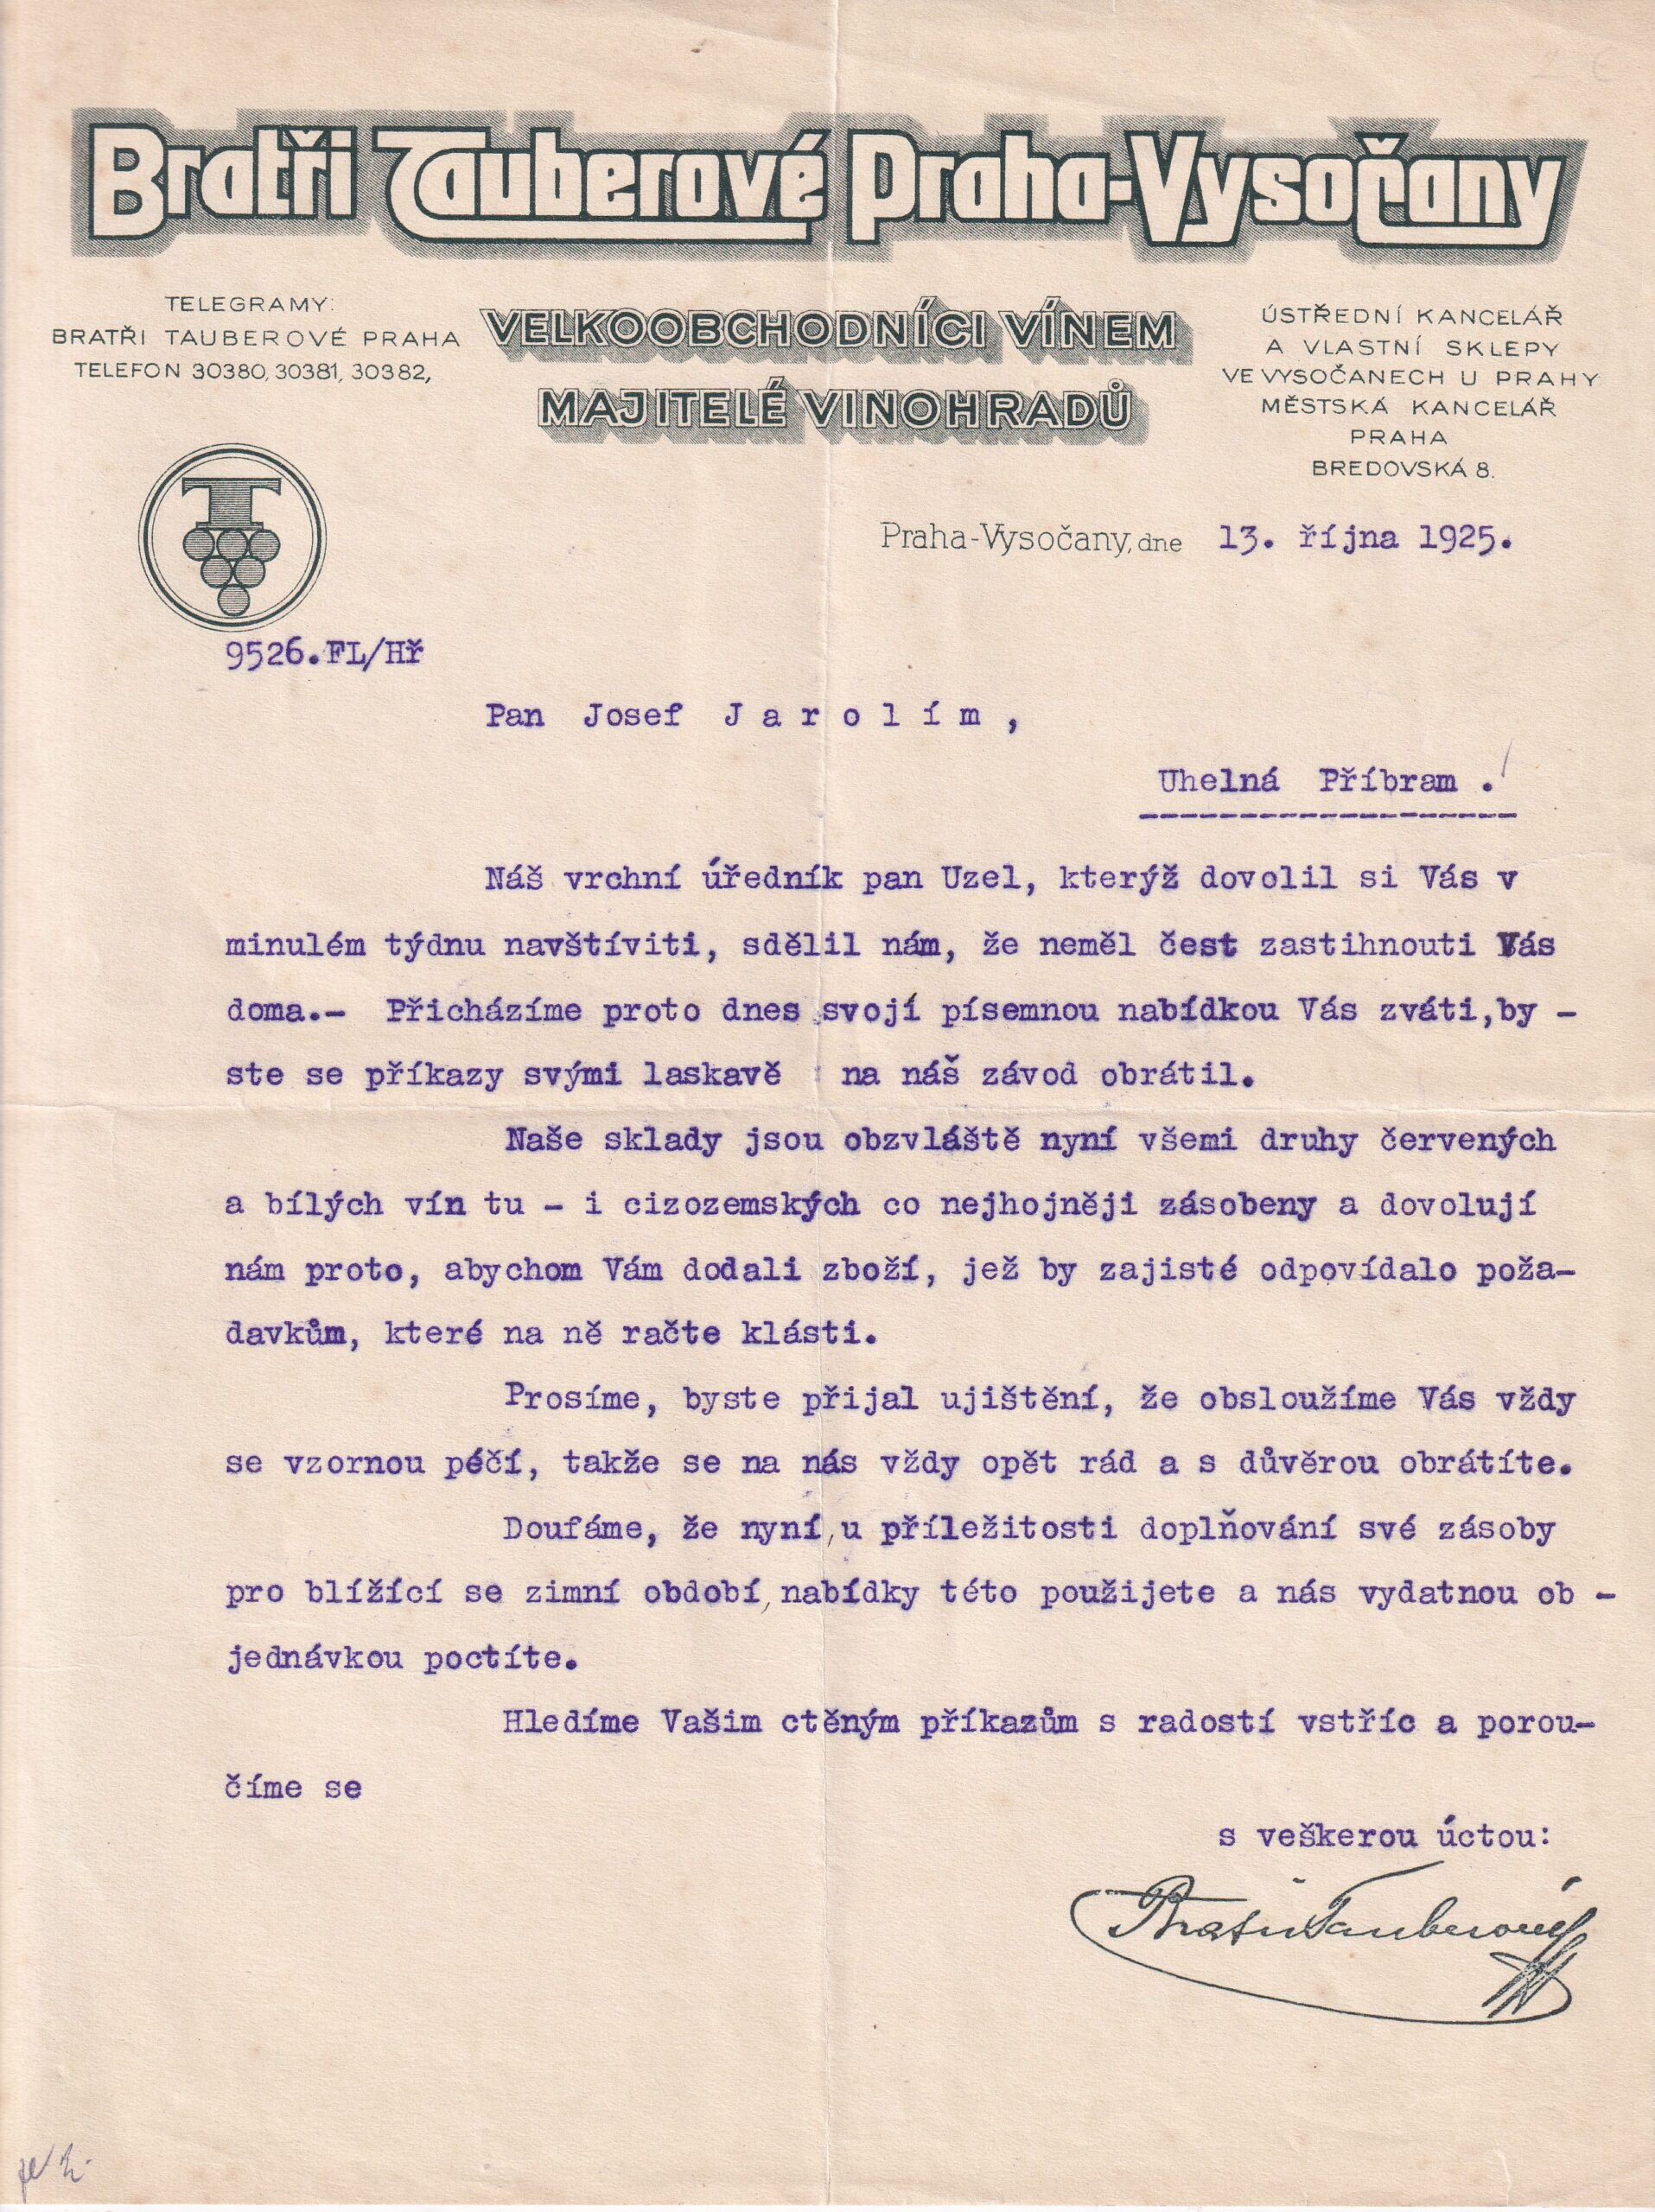 Bratři Tauberové Praha-Vysočany
TELEGRAMY:
BRATŘI TAUBEROVÉ PRAHA
TELEFON 30380, 30381, 30382,
VELKOOBCHODNÍCI VÍNEM
MAJITELÉ VINOHRADŮ
ÚSTŘEDNÍ KANCELÁŘ
A VLASTNÍ SKLEPY
VE VYSOČANECH U PRAHY
MĚSTSKÁ KANCELÁŘ
PRAHA
BREDOVSKÁ 8.
T
Praha-Vysočany, dne 13. října 1925.
9526.FL/Hř
Pan Josef J a r o l í m ,
Uhelná Příbram .
Náš vrchní úředník pan Uzel, kterýž dovolil si Vás v
minulém týdnu navštíviti, sdělil nám, že neměl čest zastihnouti Vás
doma.- Přicházíme proto dnes svojí písemnou nabídkou Vás zváti,by -
ste se příkazy svými laskavě na náš závod obrátil.
Naše sklady jsou obzvláště nyní všemi druhy červených
a bílých vín tu - i cizozemských co nejhojněji zásobeny a dovolují
nám proto, abychom Vám dodali zboží, jež by zajisté odpovídalo poža-
davkům, které na ně račte klásti.
Prosíme, byste přijal ujištění, že obsloužíme Vás vždy
se vzornou péčí, takže se na nás vždy opět rád a s důvěrou obrátíte.
Doufáme, že nyní, u příležitosti doplňování své zásoby
pro blížící se zimní období, nabídky této použijete a nás vydatnou ob -
jednávkou poctíte.
Hledíme Vašim ctěným příkazům s radostí vstříc a porou-
číme se
s veškerou úctou:
Bratři Tauberové